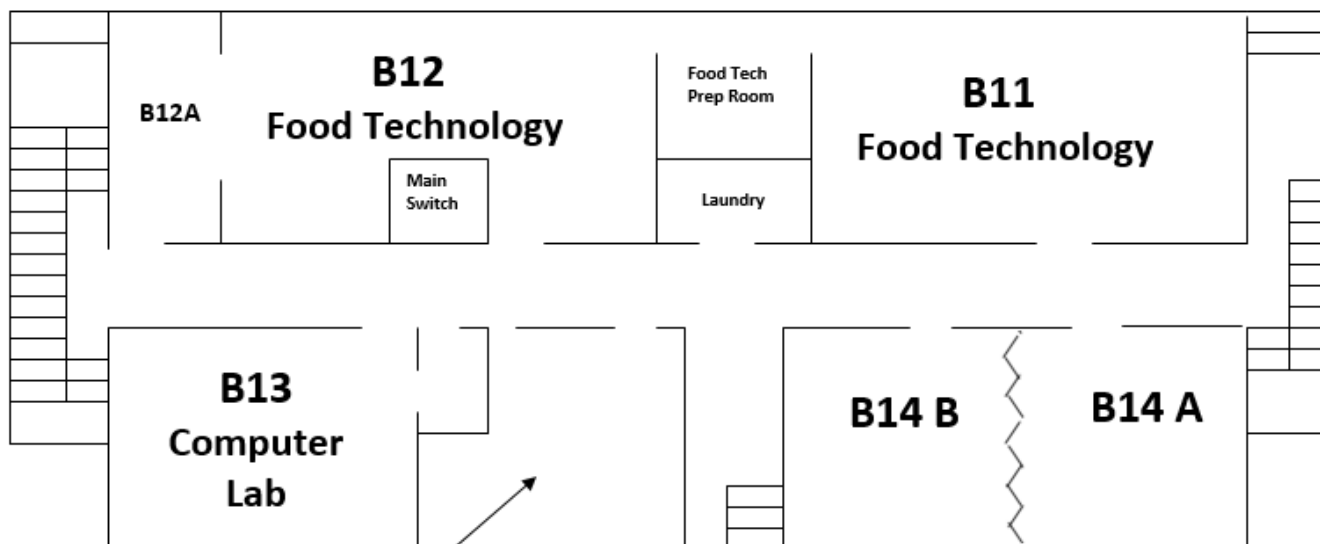 B12A
B12
Food Technology
Main
Switch
Food Tech
Prep Room
Laundry
B11
Food Technology
B13
Computer
Lab
B14 B
B14 A